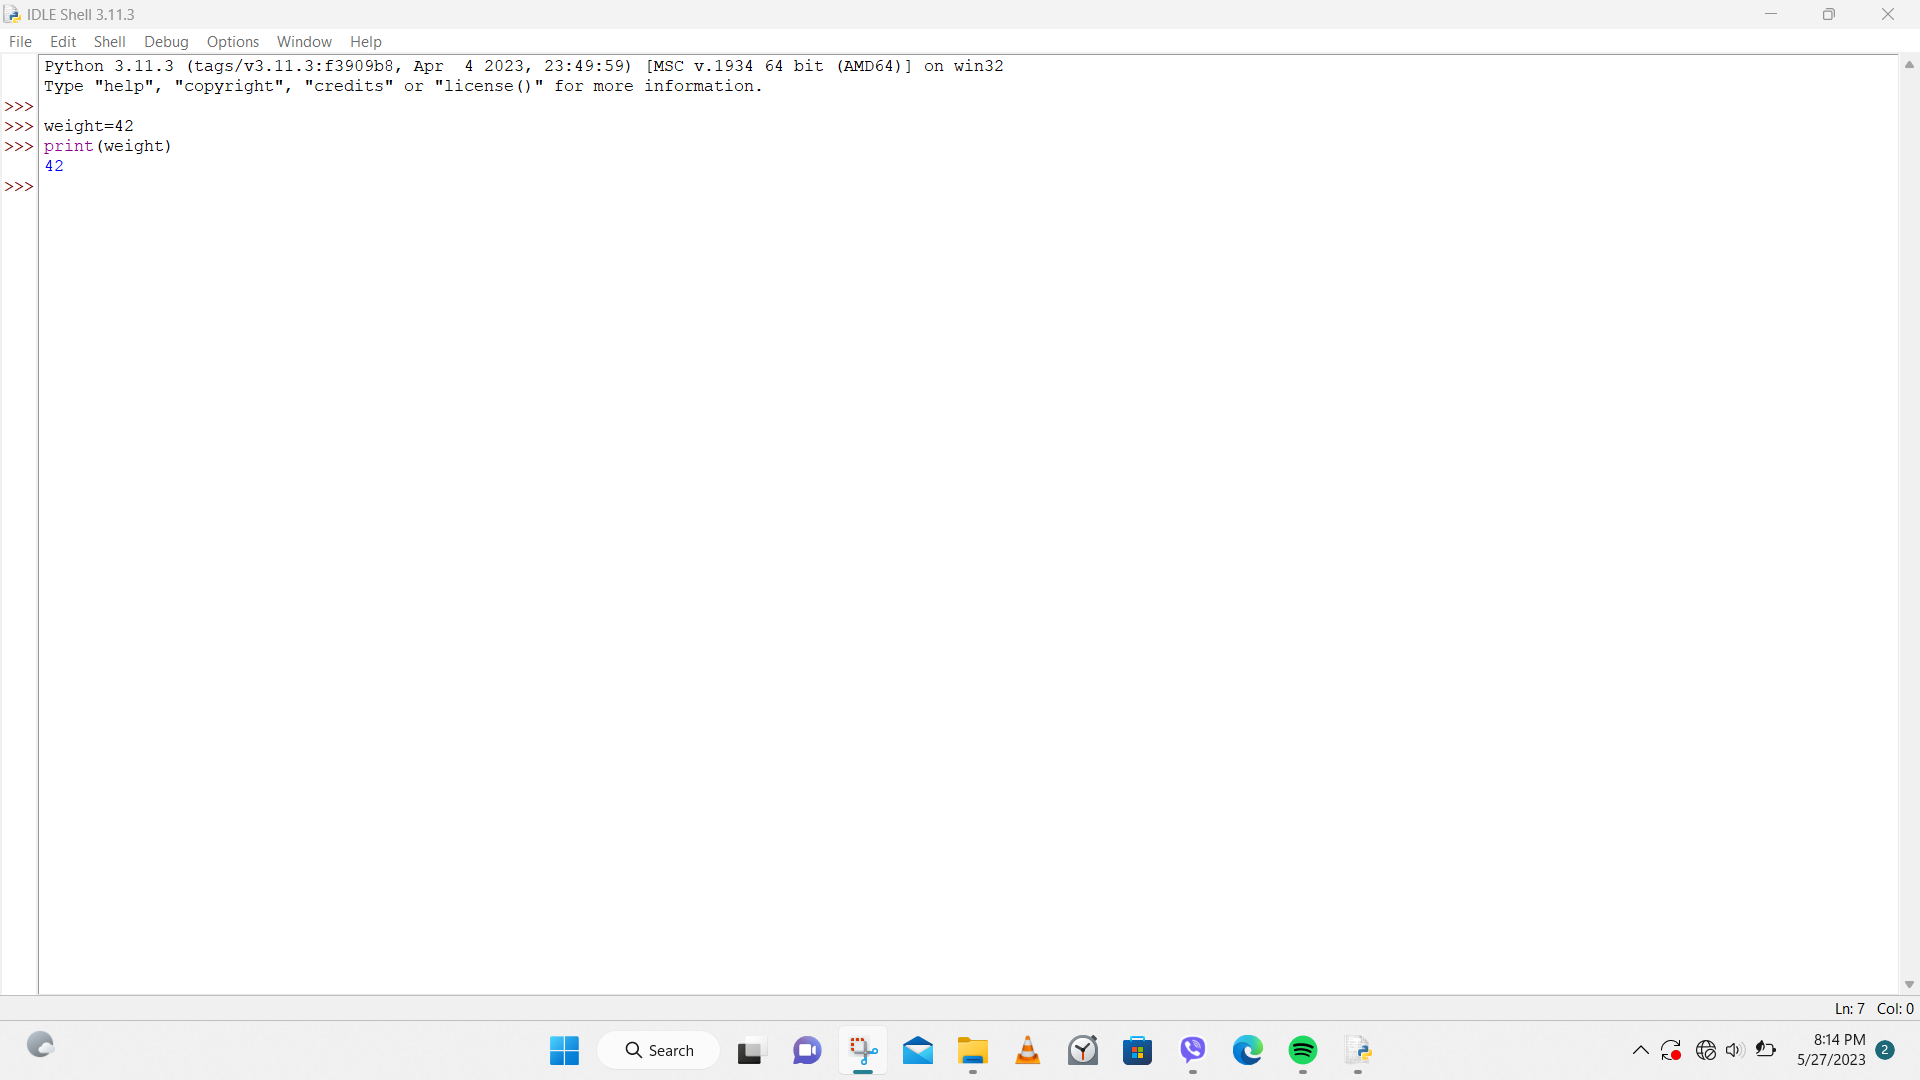 IDLE Shell 3.11.3
File Edit Shell Debug Options Window Help
Python 3.11.3 (tags/v3.11.3:f3909b8, Apr  4 2023, 23:49:59) [MSC v.1934 64 bit (AMD64)] on win32
Type "help", "copyright", "credits" or "license()" for more information.
>>>
>>> weight=42
>>> print(weight)
42
>>>
Ln: 7 Col: 0
Search
8:14 PM
5/27/2023
2